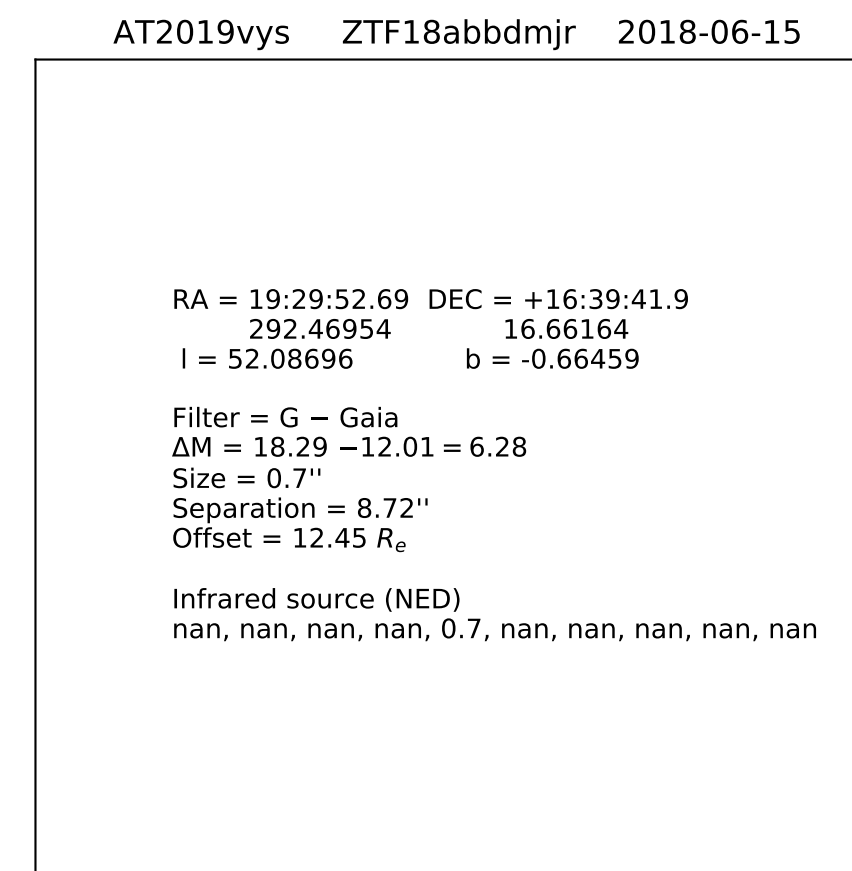 AT2019vys ZTF18abbdmjr 2018-06-15
RA = 19:29:52.69 DEC = +16:39:41.9
292.46954 16.66164
l = 52.08696 b = -0.66459
Filter = G − Gaia
ΔM = 18.29 −12.01 = 6.28
Size = 0.7''
Separation = 8.72''
Offset = 12.45 Rₑ
Infrared source (NED)
nan, nan, nan, nan, 0.7, nan, nan, nan, nan, nan